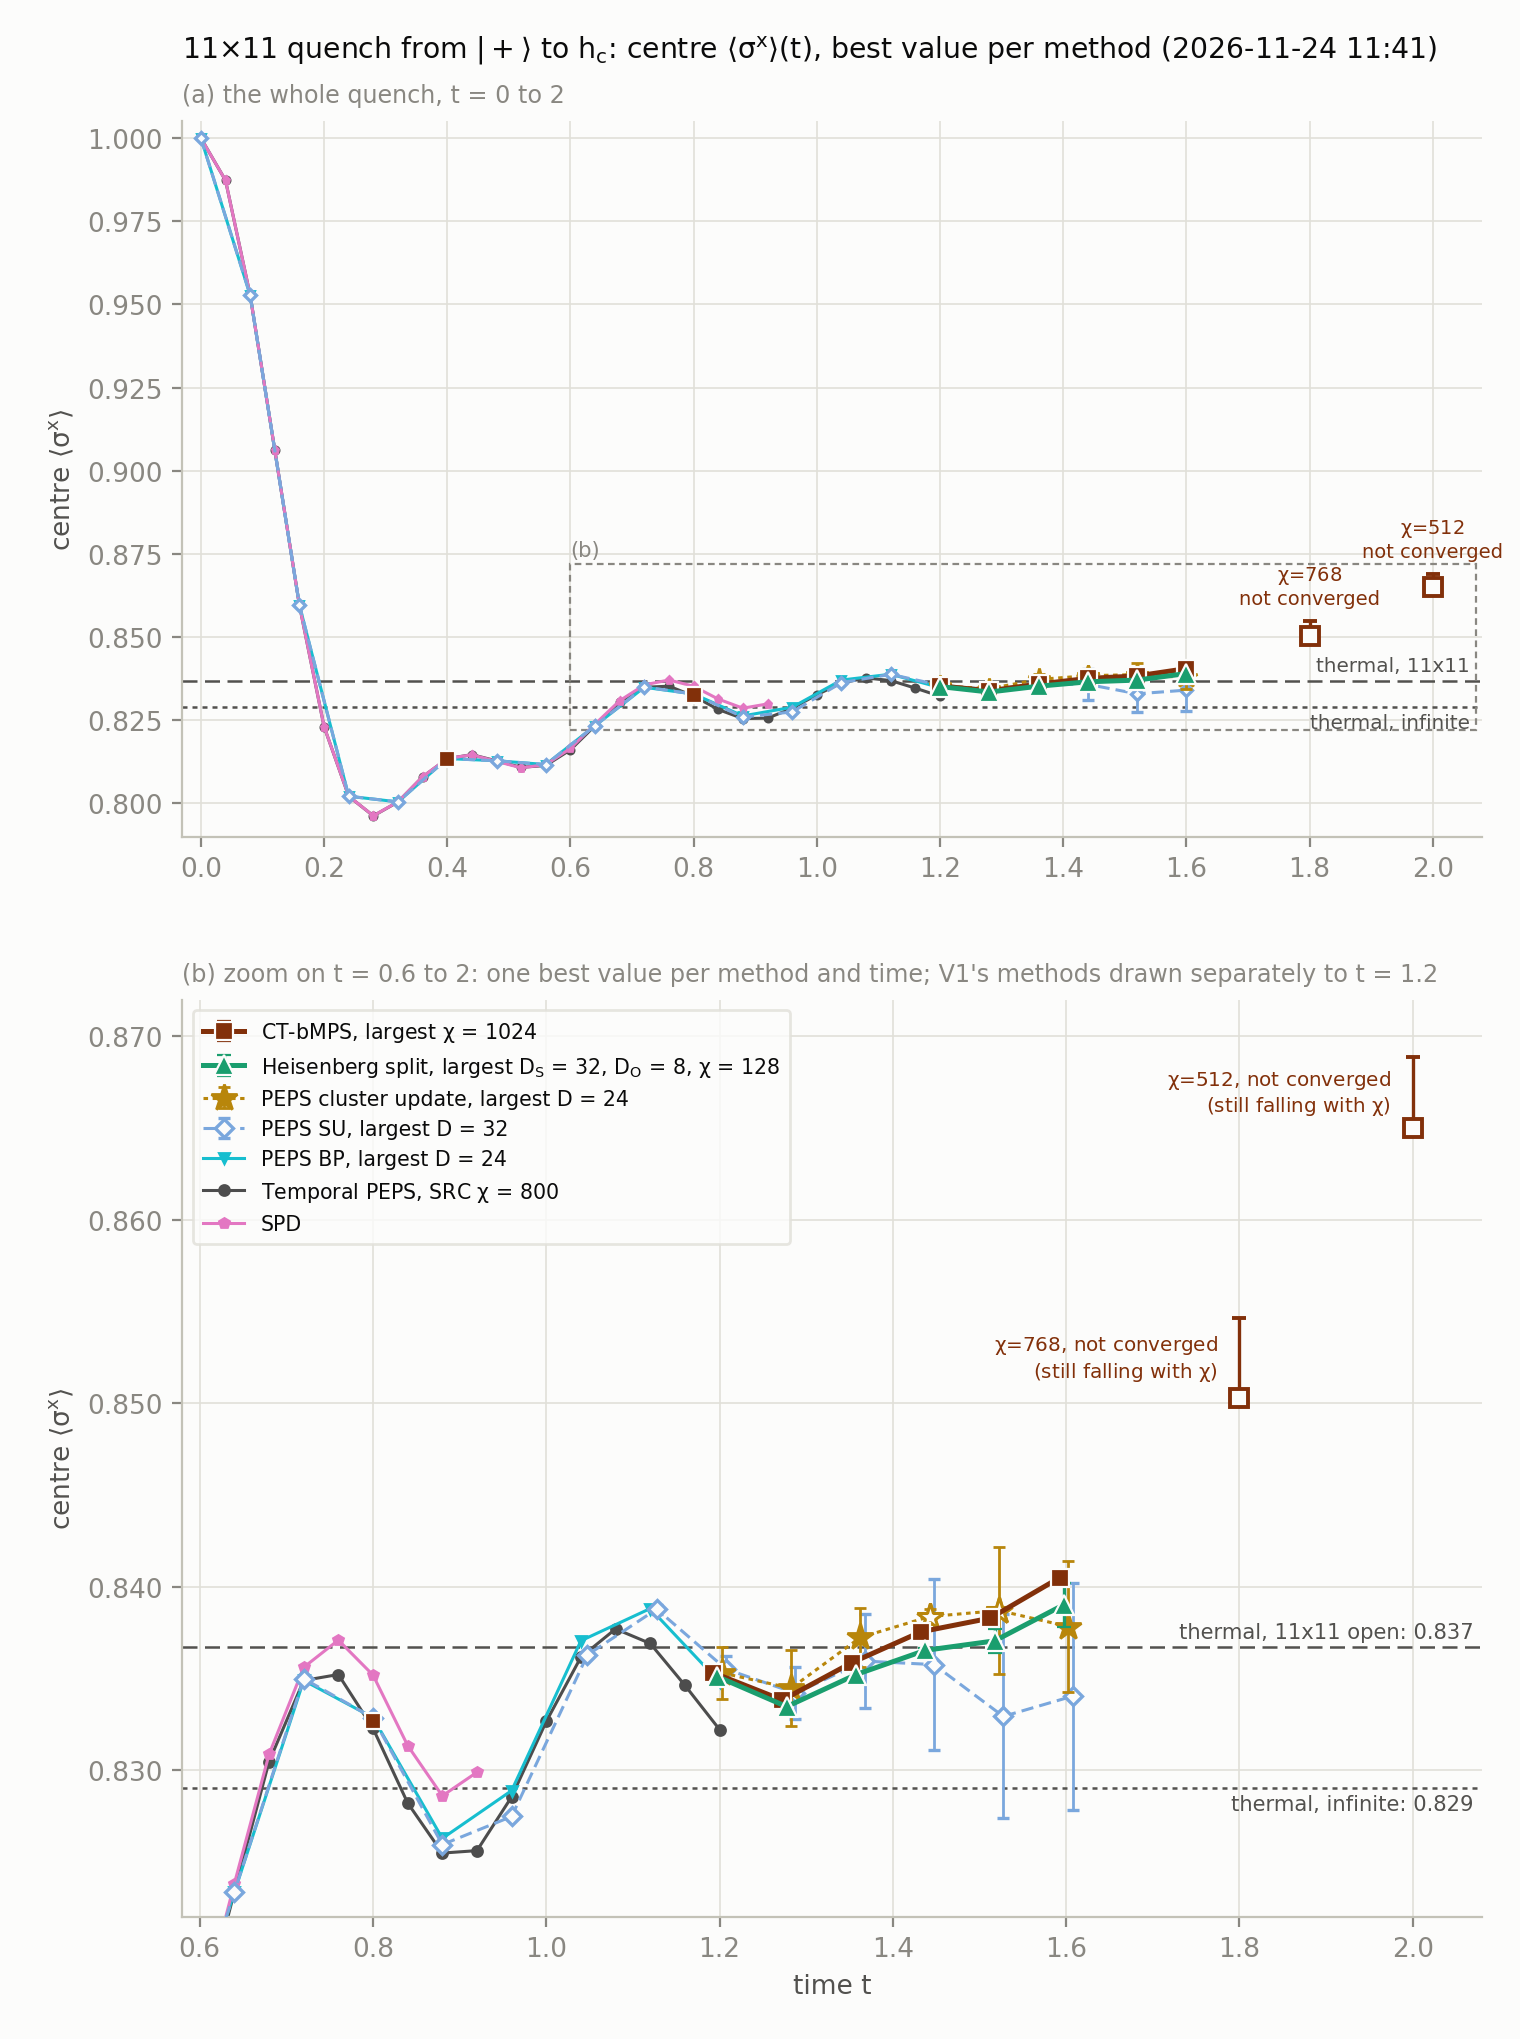 11×11 quench from |+⟩ to h_c: centre ⟨σ^x⟩(t), best value per method (2026-11-24 11:41)
(a) the whole quench, t = 0 to 2
1.000
0.975
0.950
0.925
0.900
0.875
0.850
0.825
0.800
centre ⟨σ^x⟩
(b)
χ=512
not converged
χ=768
not converged
thermal, 11x11
thermal, infinite
0.0 0.2 0.4 0.6 0.8 1.0 1.2 1.4 1.6 1.8 2.0
(b) zoom on t = 0.6 to 2: one best value per method and time; V1's methods drawn separately to t = 1.2
0.870
0.860
0.850
0.840
0.830
centre ⟨σ^x⟩
CT-bMPS, largest χ = 1024
Heisenberg split, largest D_S = 32, D_O = 8, χ = 128
PEPS cluster update, largest D = 24
PEPS SU, largest D = 32
PEPS BP, largest D = 24
Temporal PEPS, SRC χ = 800
SPD
χ=512, not converged
(still falling with χ)
χ=768, not converged
(still falling with χ)
thermal, 11x11 open: 0.837
thermal, infinite: 0.829
0.6 0.8 1.0 1.2 1.4 1.6 1.8 2.0
time t